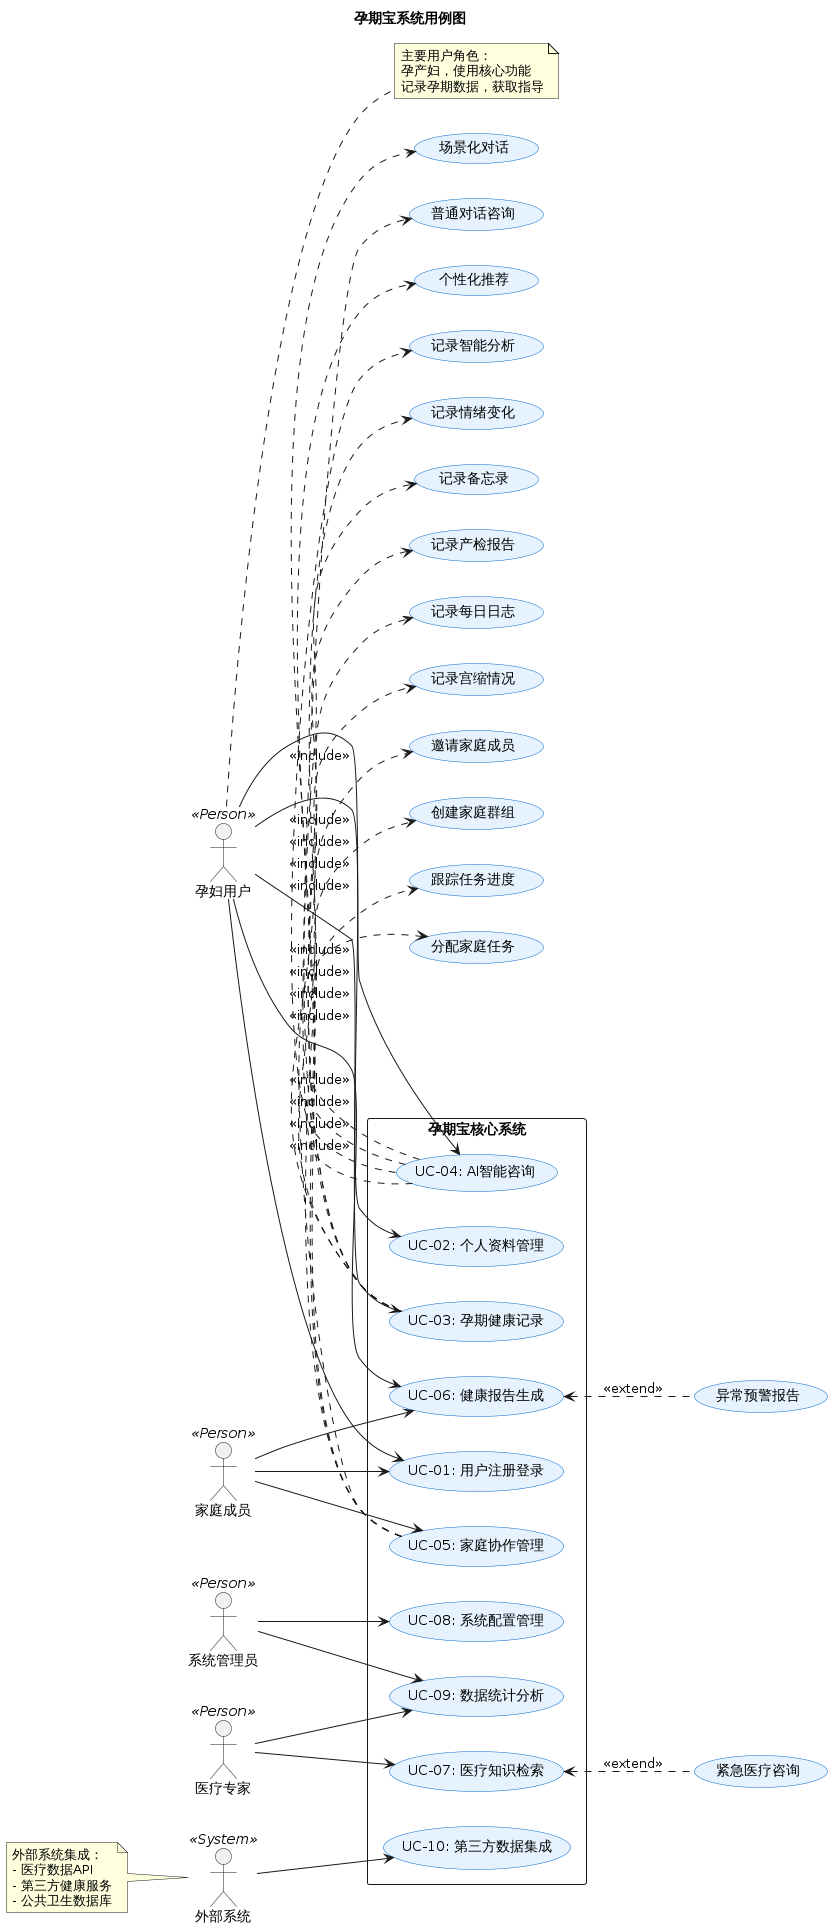 孕期宝系统用例图
主要用户角色：
孕产妇，使用核心功能
记录孕期数据，获取指导
场景化对话
普通对话咨询
个性化推荐
记录智能分析
记录情绪变化
记录备忘录
记录产检报告
记录每日日志
记录宫缩情况
邀请家庭成员
«include»
«Person»
孕妇用户
创建家庭群组
«include»
«include»
«include»
«include»
跟踪任务进度
分配家庭任务
«include»
«include»
«include»
«include»
«include»
«include»
«include»
«include»
孕期宝核心系统
UC-04: AI智能咨询
UC-02: 个人资料管理
UC-03: 孕期健康记录
UC-06: 健康报告生成
«extend»
异常预警报告
«Person»
家庭成员
UC-01: 用户注册登录
UC-05: 家庭协作管理
«Person»
系统管理员
UC-08: 系统配置管理
UC-09: 数据统计分析
«Person»
医疗专家
UC-07: 医疗知识检索
«extend»
紧急医疗咨询
«System»
外部系统
UC-10: 第三方数据集成
外部系统集成：
- 医疗数据API
- 第三方健康服务
- 公共卫生数据库